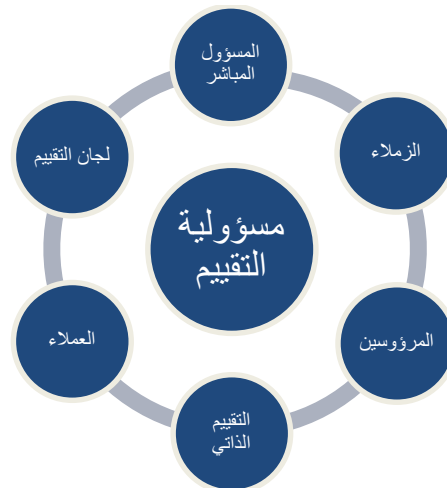 المسؤول
المباشر
الزملاء
لجان التقييم
مسؤولية
التقييم
المرؤوسين
العملاء
التقييم
الذاتي